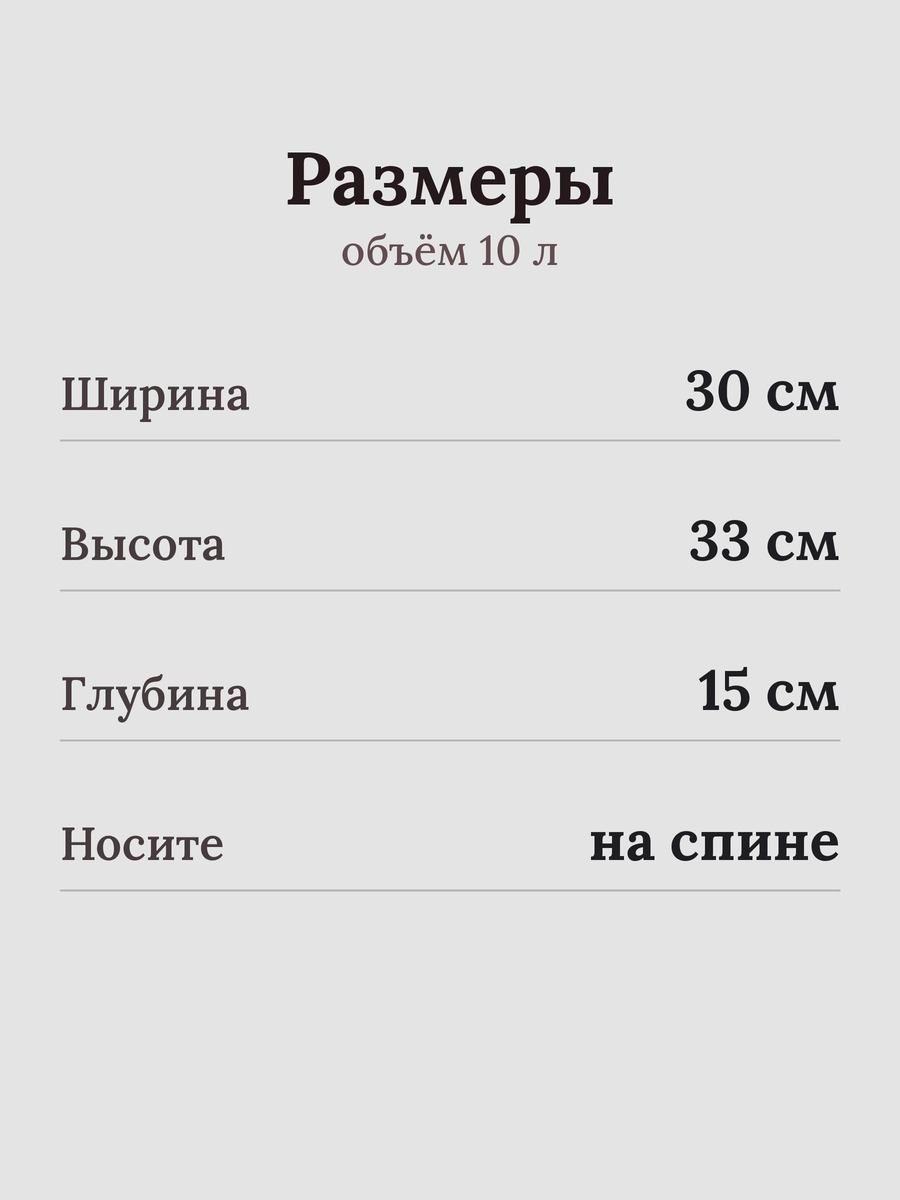 Размеры
объём 10 л
Ширина 30 см
Высота 33 см
Глубина 15 см
Носите на спине